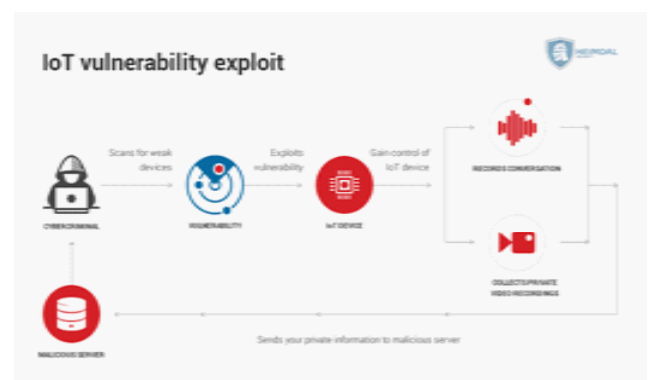 IoT vulnerability exploit
HEIMDAL
Scans for weak
devices
Exploits
vulnerability
Gain control of
IoT device
RECORDS CONVERSATION
CYBERCRIMINAL
VULNERABILITY
IoT DEVICE
COLLECTS PRIVATE
VIDEO RECORDINGS
Sends your private information to malicious server
MALICIOUS SERVER